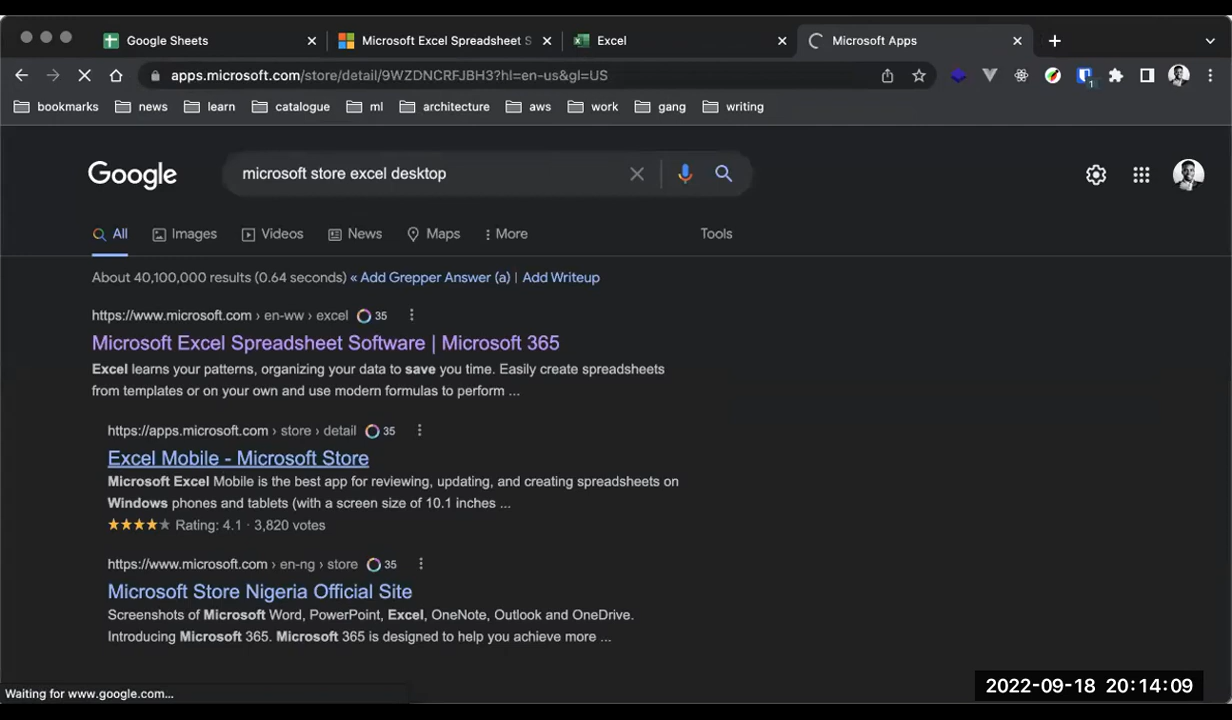 Google Sheets
Microsoft Excel Spreadsheet S
Excel
Microsoft Apps
apps.microsoft.com/store/detail/9WZDNCRFJBH3?hl=en-us&gl=US
1
bookmarks
news
learn
catalogue
ml
architecture
aws
work
gang
writing
Google
microsoft store excel desktop
All
Images
Videos
News
Maps
More
Tools
About 40,100,000 results (0.64 seconds) « Add Grepper Answer (a) | Add Writeup
https://www.microsoft.com › en-ww › excel 35
Microsoft Excel Spreadsheet Software | Microsoft 365
Excel learns your patterns, organizing your data to save you time. Easily create spreadsheets
from templates or on your own and use modern formulas to perform ...
https://apps.microsoft.com › store › detail 35
Excel Mobile - Microsoft Store
Microsoft Excel Mobile is the best app for reviewing, updating, and creating spreadsheets on
Windows phones and tablets (with a screen size of 10.1 inches ...
Rating: 4.1 · 3,820 votes
https://www.microsoft.com › en-ng › store 35
Microsoft Store Nigeria Official Site
Screenshots of Microsoft Word, PowerPoint, Excel, OneNote, Outlook and OneDrive.
Introducing Microsoft 365. Microsoft 365 is designed to help you achieve more ...
Waiting for www.google.com...
2022-09-18 20:14:09